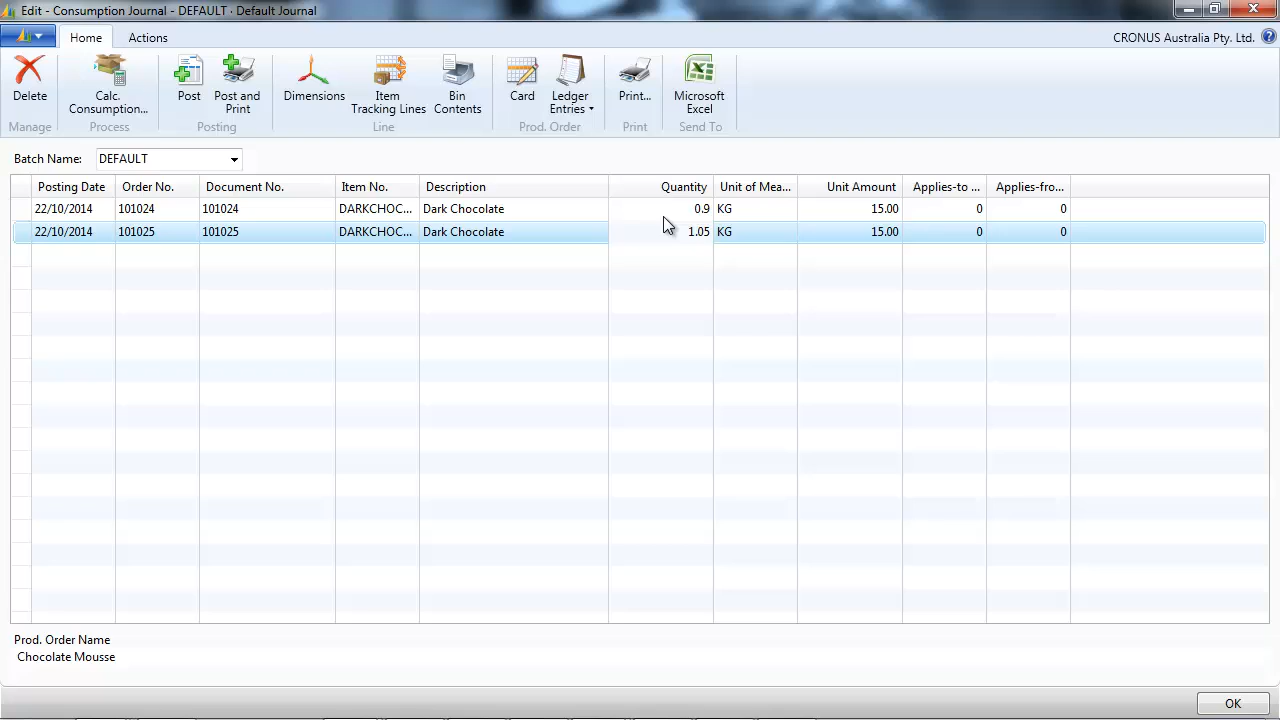 Edit - Consumption Journal - DEFAULT · Default Journal
Home
Actions
CRONUS Australia Pty. Ltd.
Delete
Calc. Consumption...
Post
Post and Print
Dimensions
Item Tracking Lines
Bin Contents
Card
Ledger Entries
Print...
Microsoft Excel
Manage
Process
Posting
Line
Prod. Order
Print
Send To
Batch Name: DEFAULT
Posting Date Order No. Document No. Item No. Description Quantity Unit of Mea... Unit Amount Applies-to ... Applies-fro...
22/10/2014 101024 101024 DARKCHOC... Dark Chocolate 0.9 KG 15.00 0 0
22/10/2014 101025 101025 DARKCHOC... Dark Chocolate 1.05 KG 15.00 0 0
Prod. Order Name
Chocolate Mousse
OK